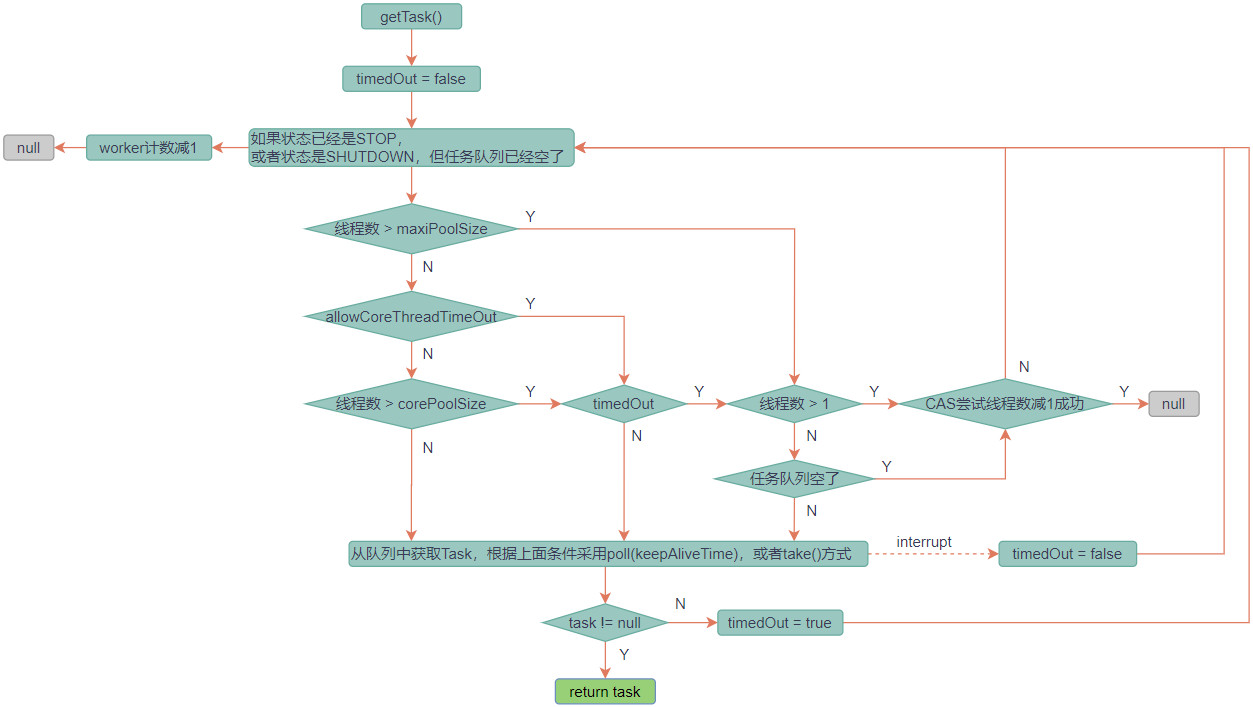 getTask()
timedOut = false
null
worker计数减1
如果状态已经是STOP，
或者状态是SHUTDOWN，但任务队列已经空了
线程数 > maxiPoolSize
Y
N
allowCoreThreadTimeOut
Y
N
线程数 > corePoolSize
Y
N
timedOut
Y
N
线程数 > 1
Y
N
CAS尝试线程数减1成功
N
Y
null
任务队列空了
Y
N
从队列中获取Task，根据上面条件采用poll(keepAliveTime)，或者take()方式
interrupt
timedOut = false
task != null
N
timedOut = true
Y
return task